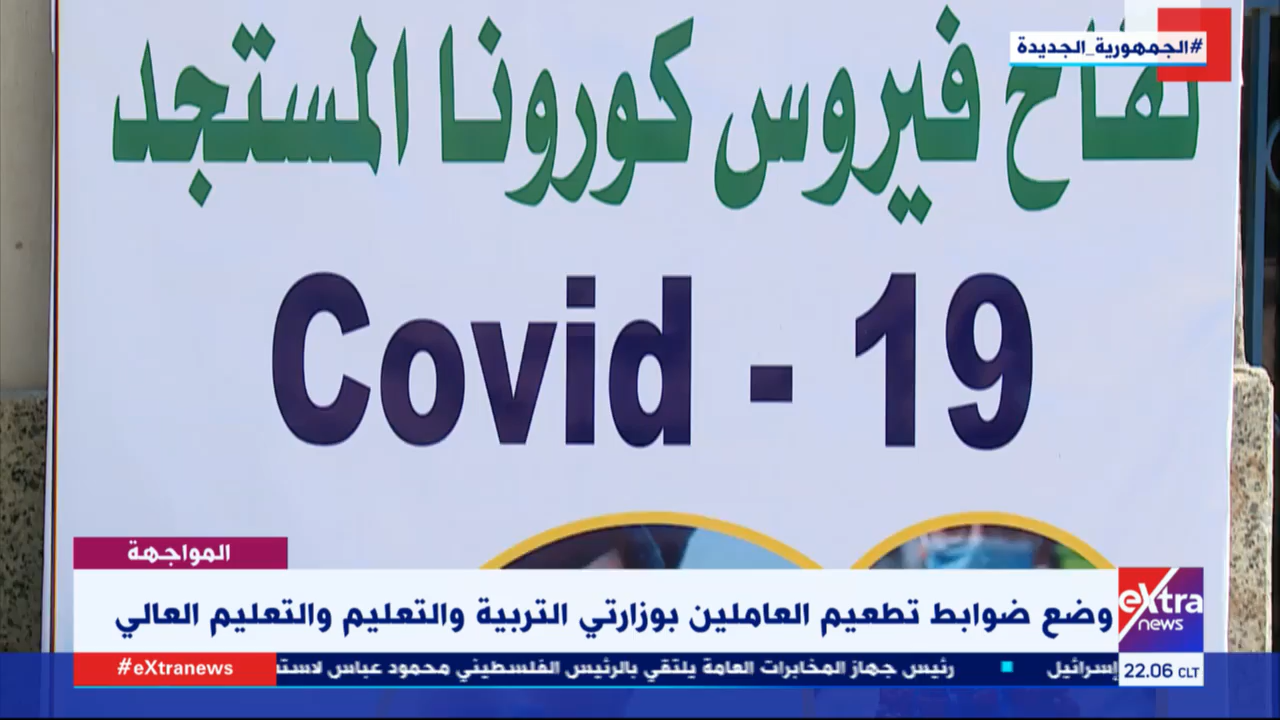 #الجمهورية_الجديدة
لقاح فيروس كورونا المستجد
Covid - 19
المواجهة
وضع ضوابط تطعيم العاملين بوزارتي التربية والتعليم والتعليم العالي
eXtra
news
إسرائيل ■ رئيس جهاز المخابرات العامة يلتقي بالرئيس الفلسطيني محمود عباس
#eXtranews
22.06 CLT